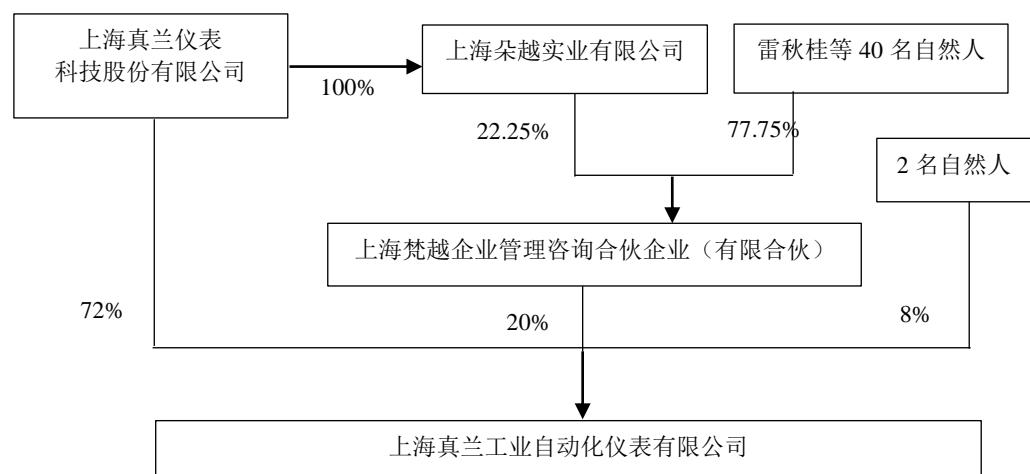 上海真兰仪表
科技股份有限公司
100%
上海朵越实业有限公司
雷秋桂等 40 名自然人
22.25%
77.75%
2 名自然人
上海梵越企业管理咨询合伙企业（有限合伙）
72%
20%
8%
上海真兰工业自动化仪表有限公司